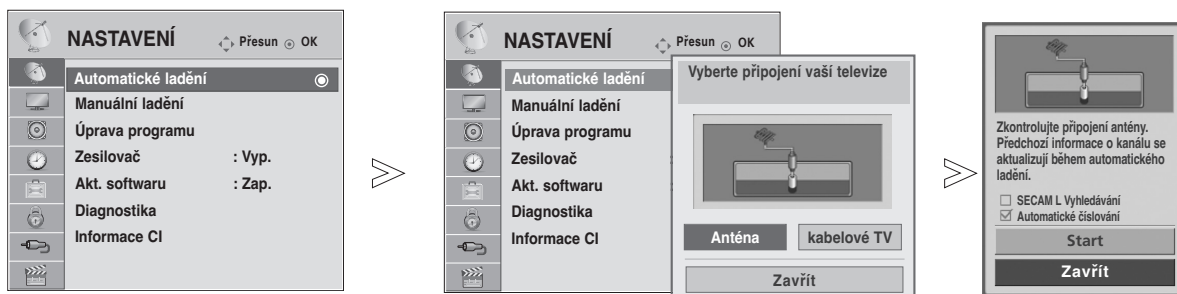 NASTAVENÍ Přesun OK
Automatické ladění
Manuální ladění
Úprava programu
Zesilovač : Vyp.
Akt. softwaru : Zap.
Diagnostika
Informace CI
NASTAVENÍ Přesun OK
Automatické ladění
Manuální ladění
Úprava programu
Zesilovač :
Akt. softwaru :
Diagnostika
Informace CI
Vyberte připojení vaší televize
Anténa kabelové TV
Zavřít
Zkontrolujte připojení antény.
Předchozí informace o kanálu se
aktualizují během automatického
ladění.
SECAM L Vyhledávání
Automatické číslování
Start
Zavřít